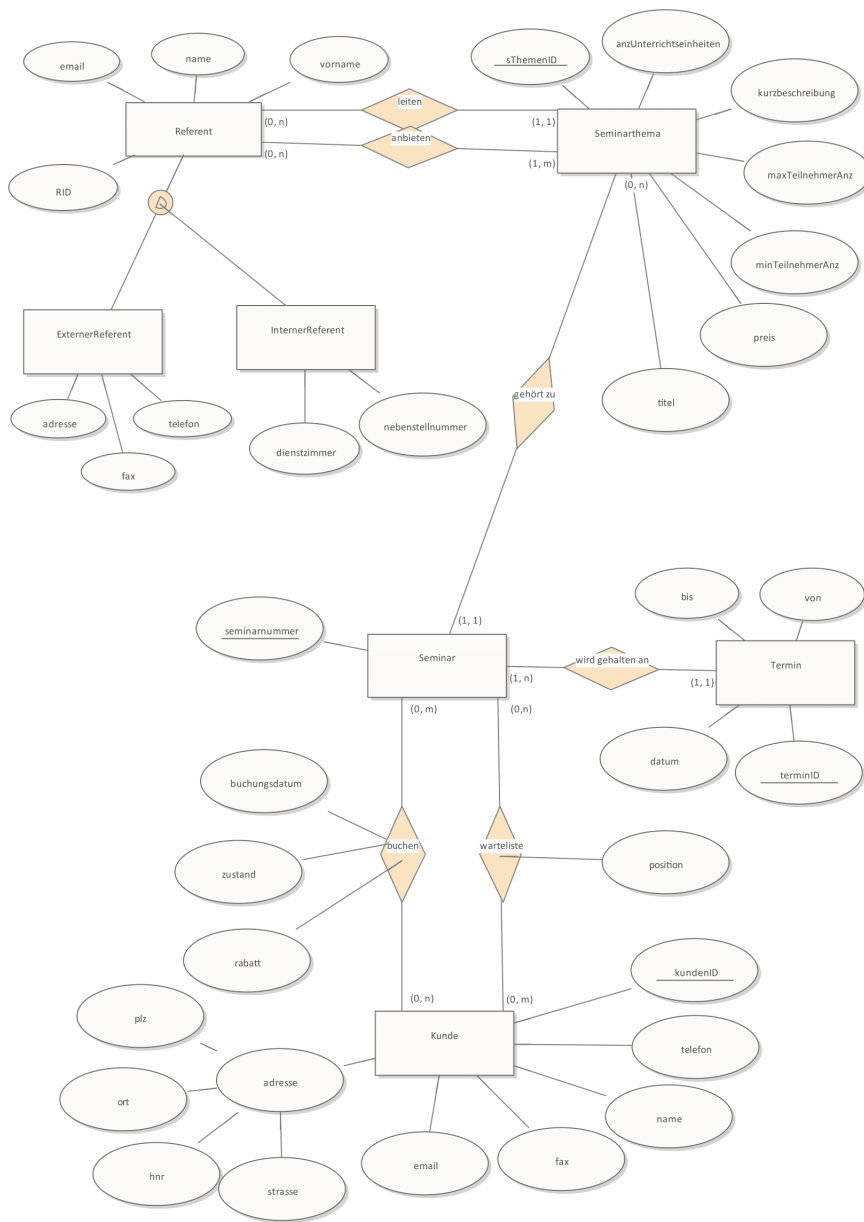 name
email
vorname
sThemenID
anzUnterrichtseinheiten
kurzbeschreibung
Referent
(0, n)
leiten
(1, 1)
Seminarthema
(0, n)
anbieten
(1, m)
(0, n)
RID
maxTeilnehmerAnz
minTeilnehmerAnz
preis
titel
ExternerReferent
InternerReferent
adresse
telefon
fax
dienstzimmer
nebenstellnummer
gehört zu
(1, 1)
seminarnummer
Seminar
(1, n)
wird gehalten an
(1, 1)
Termin
bis
von
datum
terminID
(0, m)
(0,n)
buchungsdatum
buchen
warteliste
position
zustand
rabatt
(0, n)
(0, m)
Kunde
kundenID
telefon
name
fax
email
adresse
plz
ort
hnr
strasse